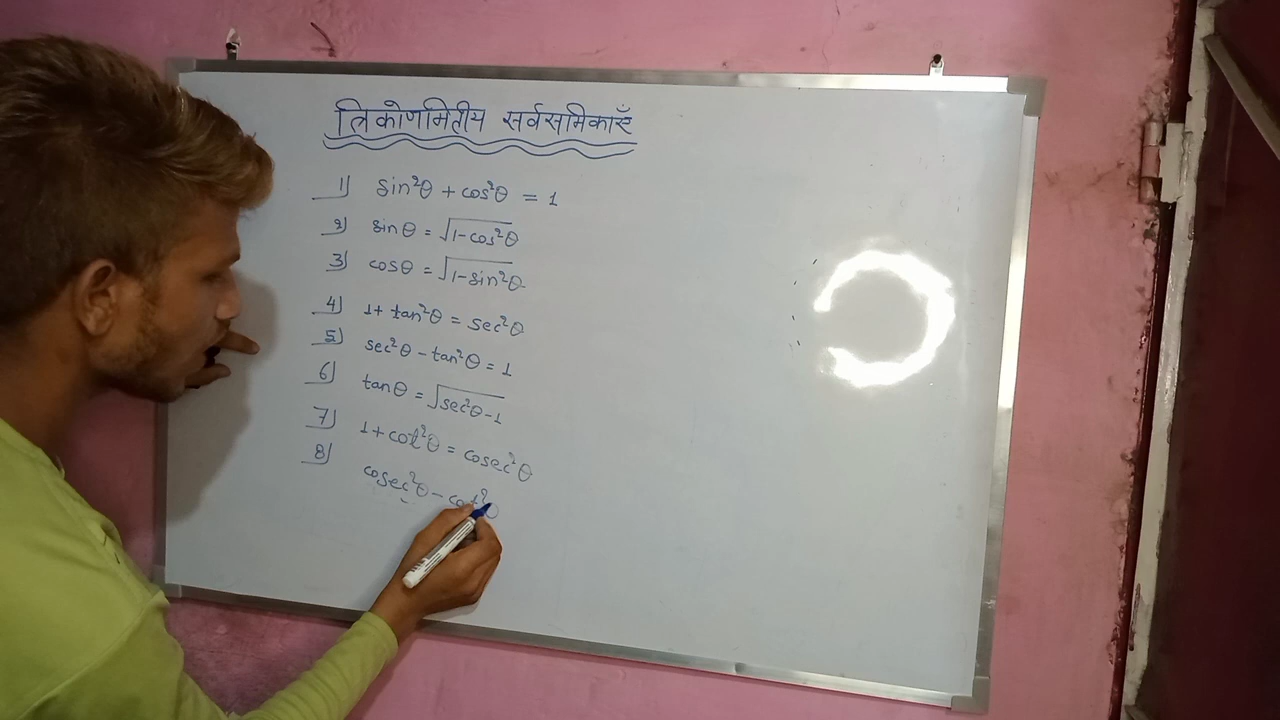 त्रिकोणमितीय सर्वसमिकाएँ
1) sin²θ + cos²θ = 1
2) sinθ = √1-cos²θ
3) cosθ = √1-sin²θ
4) 1+ tan²θ = sec²θ
5) sec²θ - tan²θ = 1
6) tanθ = √sec²θ-1
7) 1+cot²θ = cosec²θ
8) cosec²θ - cot²θ